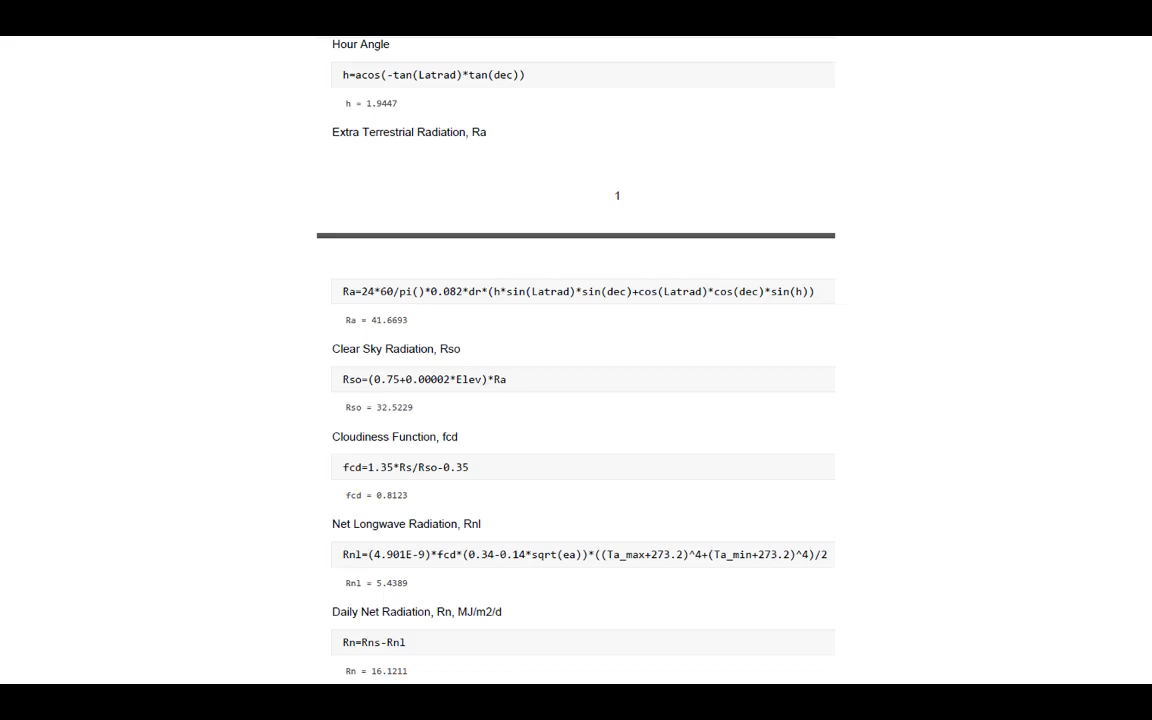 Hour Angle
h=acos(-tan(Latrad)*tan(dec))
h = 1.9447
Extra Terrestrial Radiation, Ra
1
Ra=24*60/pi()*0.082*dr*(h*sin(Latrad)*sin(dec)+cos(Latrad)*cos(dec)*sin(h))
Ra = 41.6693
Clear Sky Radiation, Rso
Rso=(0.75+0.00002*Elev)*Ra
Rso = 32.5229
Cloudiness Function, fcd
fcd=1.35*Rs/Rso-0.35
fcd = 0.8123
Net Longwave Radiation, Rnl
Rnl=(4.901E-9)*fcd*(0.34-0.14*sqrt(ea))*((Ta_max+273.2)^4+(Ta_min+273.2)^4)/2
Rnl = 5.4389
Daily Net Radiation, Rn, MJ/m2/d
Rn=Rns-Rnl
Rn = 16.1211